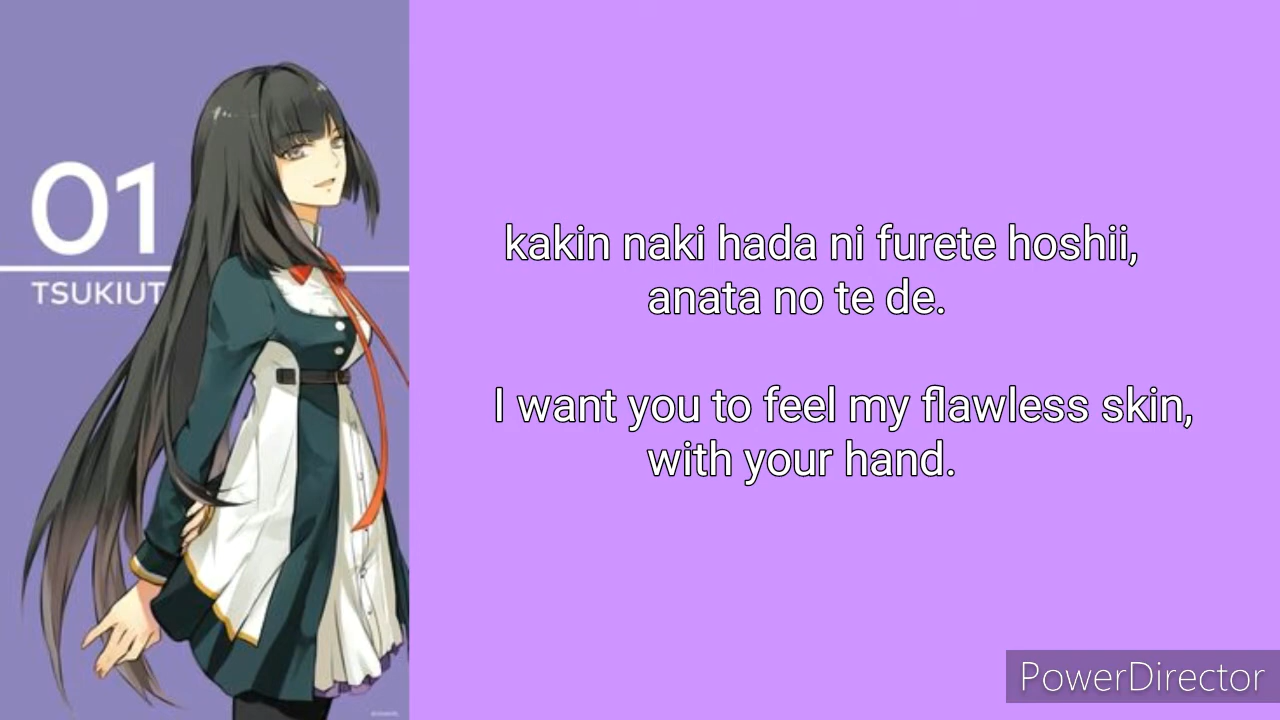 01
TSUKIUT
kakin naki hada ni furete hoshii,
anata no te de.
I want you to feel my flawless skin,
with your hand.
PowerDirector